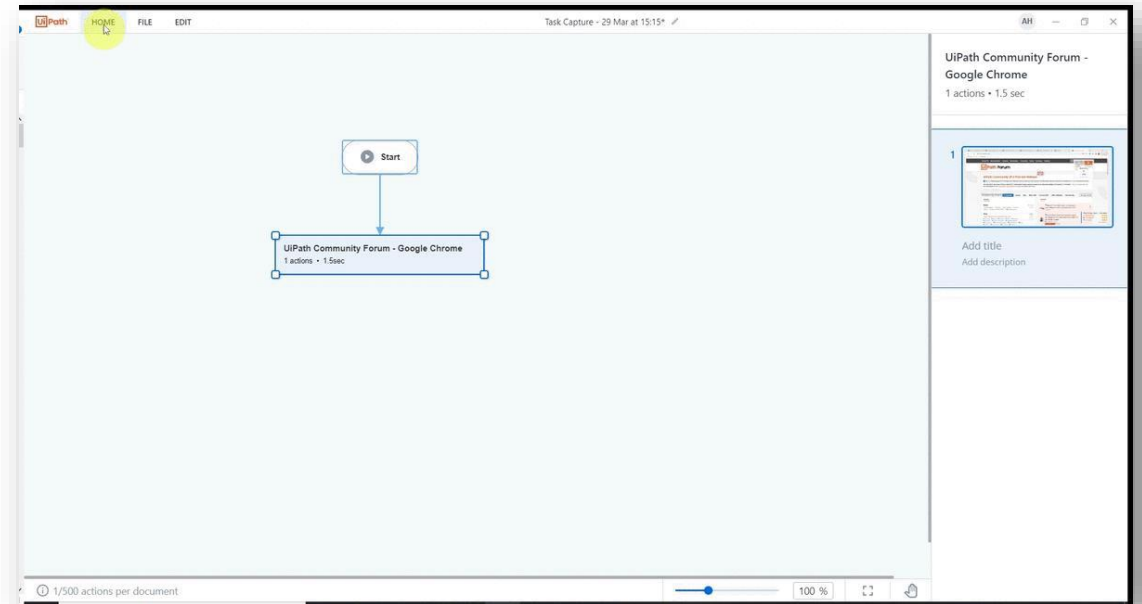 UiPath HOME FILE EDIT Task Capture - 29 Mar at 15:15* AH
UiPath Community Forum -
Google Chrome
1 actions • 1.5 sec
Start
UiPath Community Forum - Google Chrome
1 actions • 1.5sec
1
UiPath Forum
Add title
Add description
1/500 actions per document 100 %